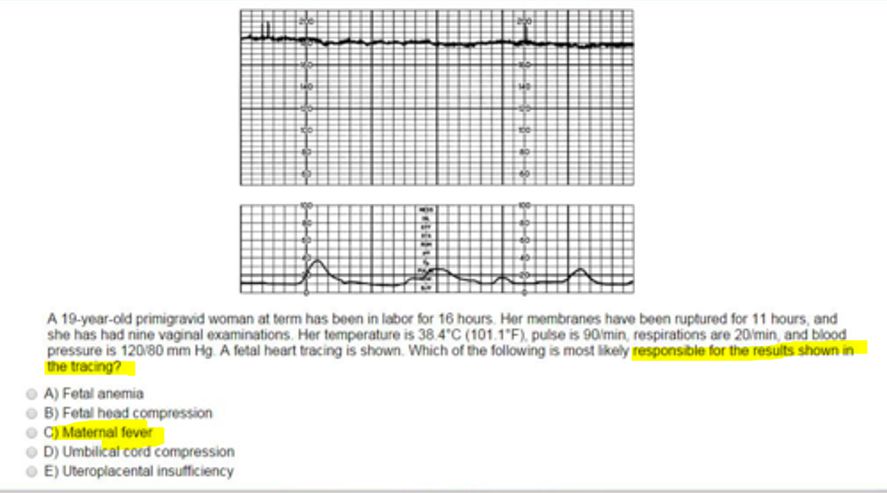 200 200
180
160 160
140 140
120 120
100 100
80 80
60 60
100 100
80 80
60 60
40 40
20 20
0 0
A 19-year-old primigravid woman at term has been in labor for 16 hours. Her membranes have been ruptured for 11 hours, and
she has had nine vaginal examinations. Her temperature is 38.4°C (101.1°F), pulse is 90/min, respirations are 20/min, and blood
pressure is 120/80 mm Hg. A fetal heart tracing is shown. Which of the following is most likely responsible for the results shown in
the tracing?
A) Fetal anemia
B) Fetal head compression
C) Maternal fever
D) Umbilical cord compression
E) Uteroplacental insufficiency